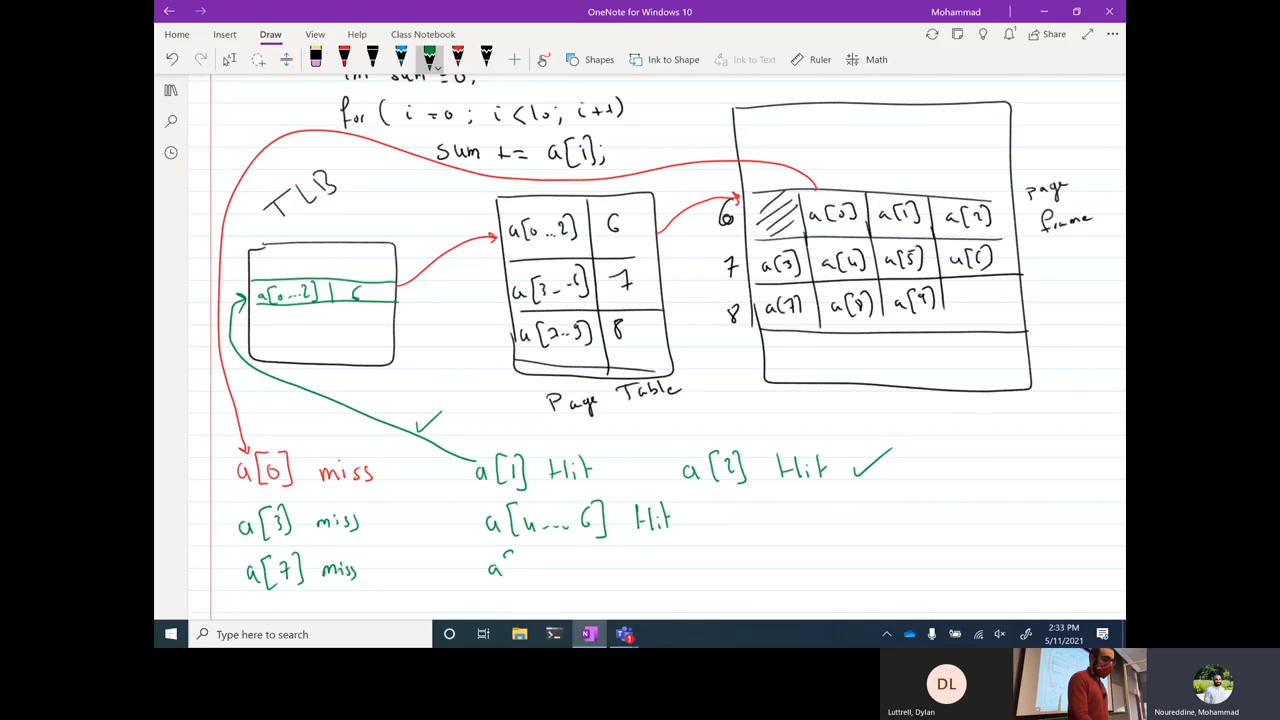 OneNote for Windows 10
Mohammad
Home Insert Draw View Help Class Notebook
Share
Shapes Ink to Shape Ink to Text Ruler Math
int sum = 0;
for ( i = 0 ; i < 10; i++)
sum += a[i];
TLB
a[0...2] 6
a[0...2] 6
a[3...6] 7
a[7..9] 8
Page Table
page frame
6 a[0] a[1] a[2]
7 a[3] a[4] a[5] a[6]
8 a[7] a[8] a[9]
a[0] miss a[1] Hit a[2] Hit ✓
a[3] miss a[4...6] Hit
a[7] miss a
Type here to search
2:33 PM
5/11/2021
DL
Luttrell, Dylan
Noureddine, Mohammad